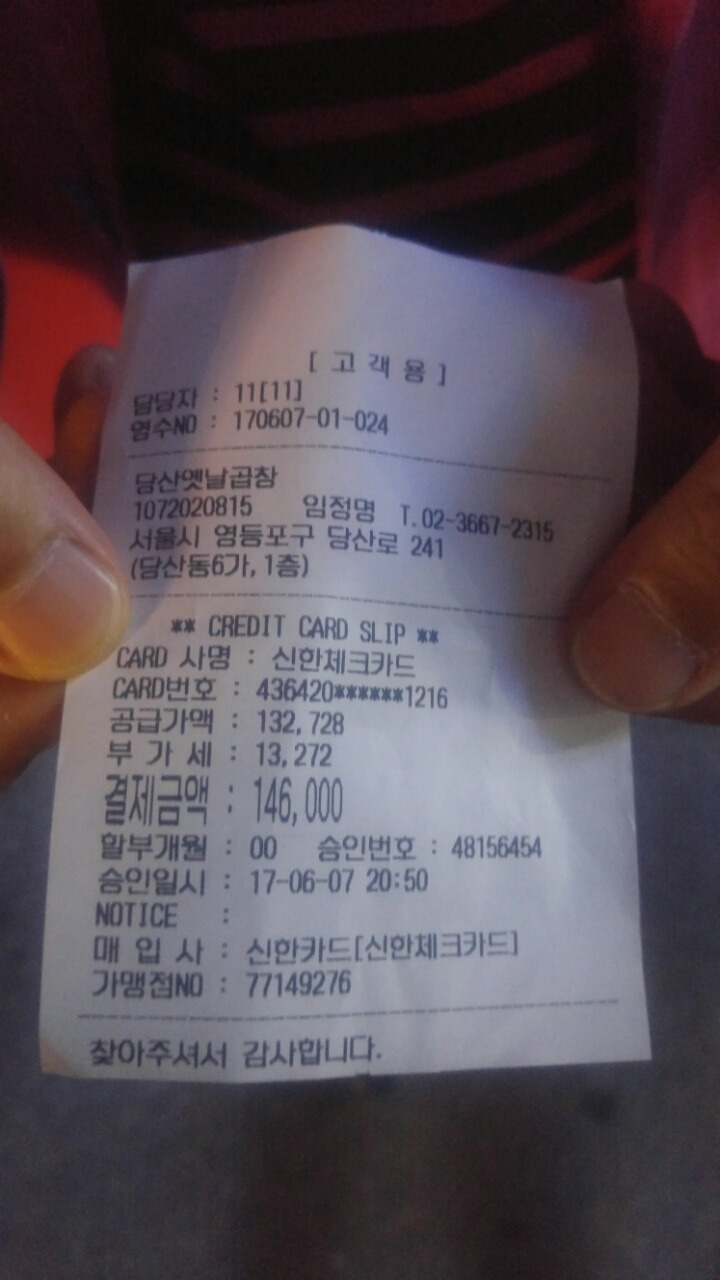 [ 고 객 용 ]
담당자 : 11[11]
영수NO : 170607-01-024
당산옛날곱창
1072020815 임정명 T.02-3667-2315
서울시 영등포구 당산로 241
(당산동6가, 1층)
** CREDIT CARD SLIP **
CARD 사명 : 신한체크카드
CARD번호 : 436420******1216
공급가액 : 132,728
부 가 세 : 13,272
결제금액 : 146,000
할부개월 : 00 승인번호 : 48156454
승인일시 : 17-06-07 20:50
NOTICE :
매 입 사 : 신한카드[신한체크카드]
가맹점NO : 77149276
찾아주셔서 감사합니다.